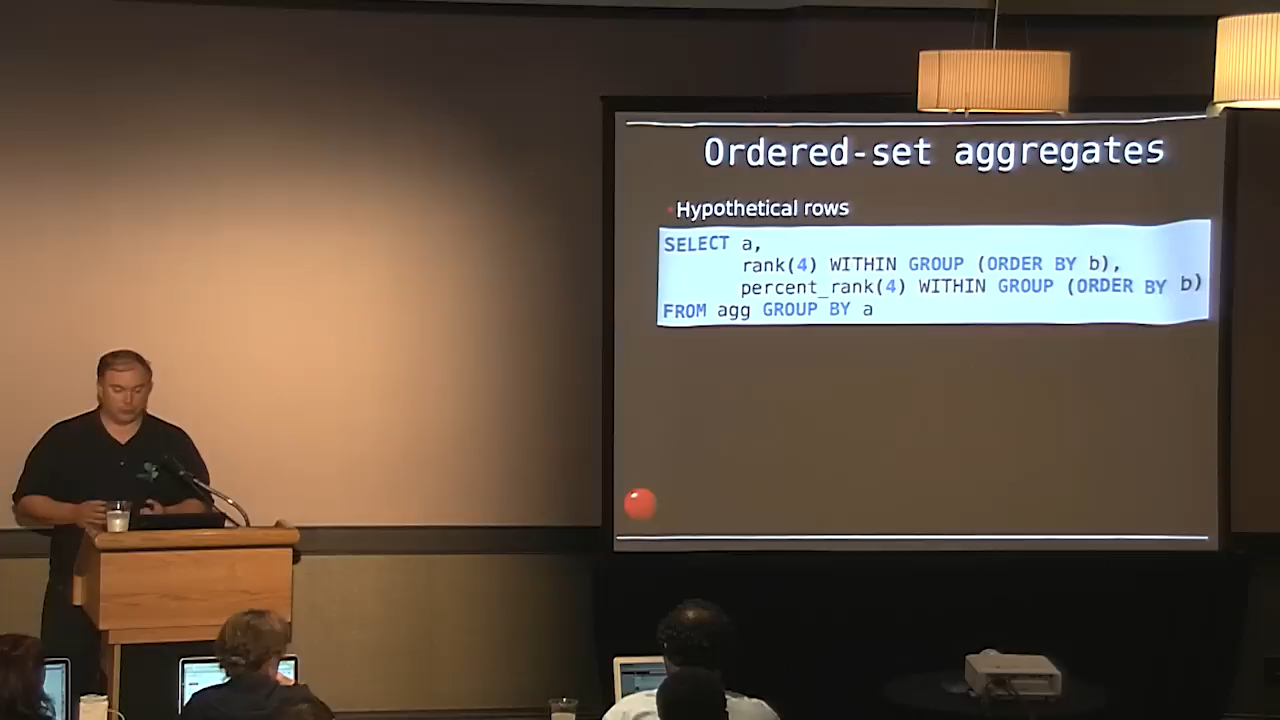 Ordered-set aggregates
Hypothetical rows
SELECT a,
rank(4) WITHIN GROUP (ORDER BY b),
percent_rank(4) WITHIN GROUP (ORDER BY b)
FROM agg GROUP BY a